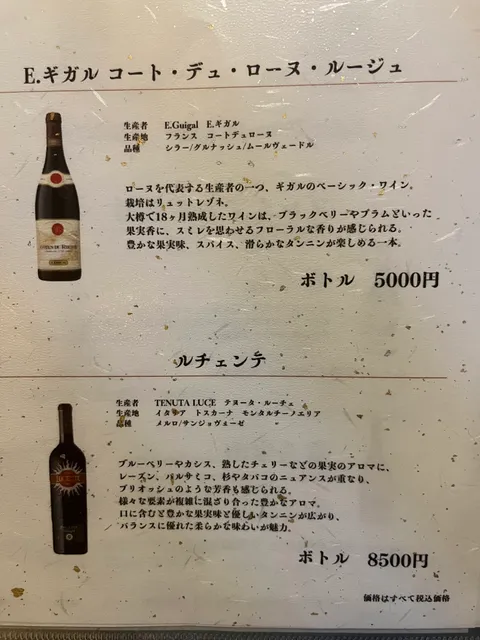 E.ギガル コート・デュ・ローヌ・ルージュ
生産者 E.Guigal E.ギガル
生産地 フランス コートデュローヌ
品種 シラー/グルナッシュ/ムールヴェードル
ローヌを代表する生産者の一つ、ギガルのベーシック・ワイン。
栽培はリュットレゾネ。
大樽で18ヶ月熟成したワインは、ブラックベリーやプラムといった
果実香に、スミレを思わせるフローラルな香りが感じられる。
豊かな果実味、スパイス、滑らかなタンニンが楽しめる一本。
ボトル 5000円
ルチェンテ
生産者 TENUTA LUCE テヌータ・ルーチェ
生産地 イタリア トスカーナ モンタルチーノエリア
品種 メルロ/サンジョヴェーゼ
ブルーベリーやカシス、熟したチェリーなどの果実のアロマに、
レーズン、バルサミコ、杉やタバコのニュアンスが重なり、
ブリオッシュのような芳香も感じられる。
様々な要素が複雑に混ざり合った豊かなアロマ。
口に含むと豊かな果実味と優しいタンニンが広がり、
バランスに優れた柔らかな味わいが魅力。
ボトル 8500円
価格はすべて税込価格